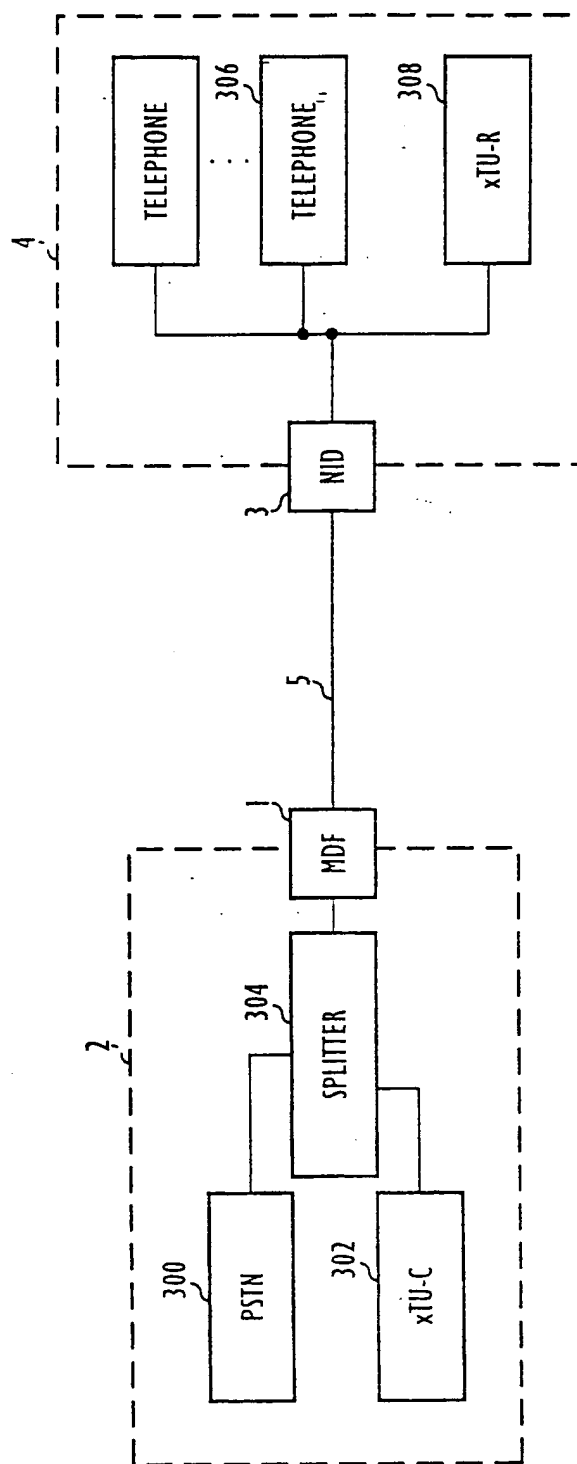 2
300
PSTN
302
xTU-C
304
SPLITTER
1
MDF
5
3
NID
4
TELEPHONE
306
TELEPHONE
308
xTU-R